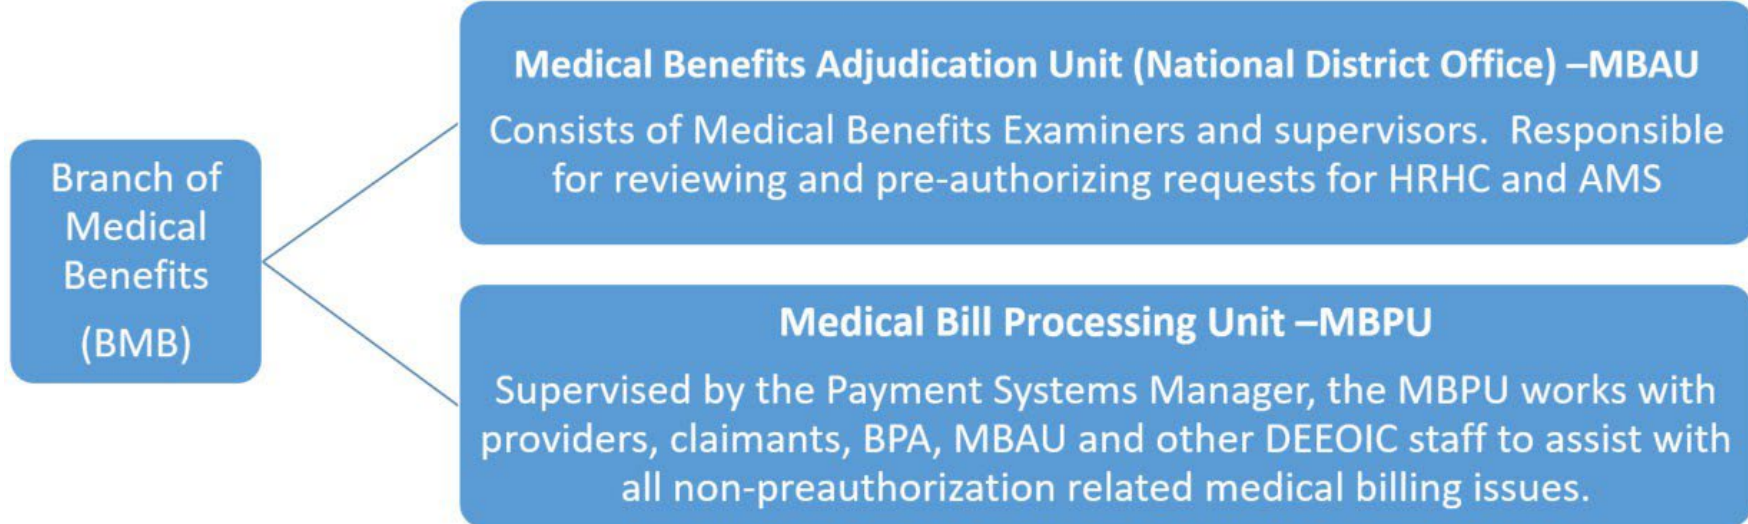 Branch of
Medical
Benefits
(BMB)
Medical Benefits Adjudication Unit (National District Office) –MBAU
Consists of Medical Benefits Examiners and supervisors.  Responsible
for reviewing and pre-authorizing requests for HRHC and AMS
Medical Bill Processing Unit –MBPU
Supervised by the Payment Systems Manager, the MBPU works with
providers, claimants, BPA, MBAU and other DEEOIC staff to assist with
all non-preauthorization related medical billing issues.